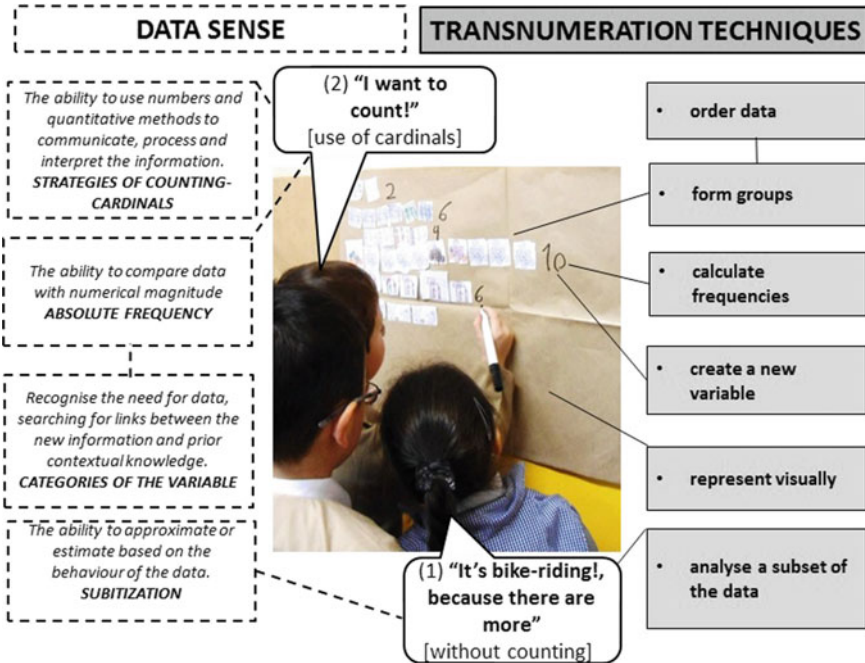 DATA SENSE
TRANSNUMERATION TECHNIQUES
The ability to use numbers and
quantitative methods to
communicate, process and
interpret the information.
STRATEGIES OF COUNTING-
CARDINALS
The ability to compare data
with numerical magnitude
ABSOLUTE FREQUENCY
Recognise the need for data,
searching for links between the
new information and prior
contextual knowledge.
CATEGORIES OF THE VARIABLE
The ability to approximate or
estimate based on the
behaviour of the data.
SUBITIZATION
(2) "I want to
count!"
[use of cardinals]
2
6
9
10
6
(1) "It's bike-riding!,
because there are
more"
[without counting]
• order data
• form groups
• calculate
frequencies
• create a new
variable
• represent visually
• analyse a subset of
the data